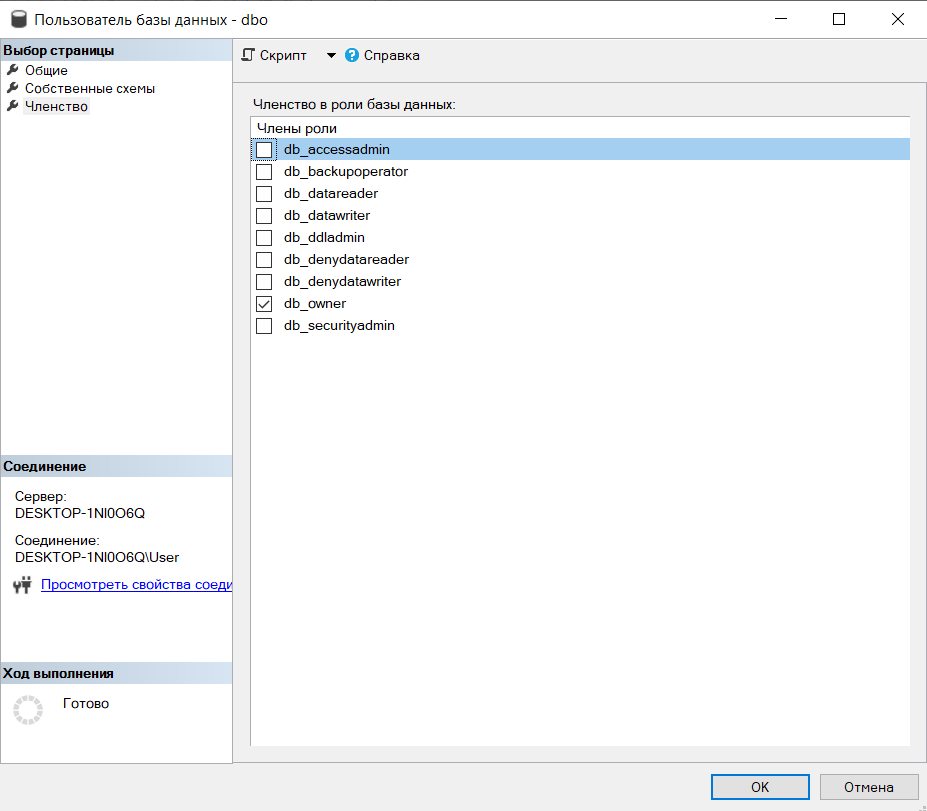 Пользователь базы данных - dbo
Выбор страницы
Общие
Собственные схемы
Членство
Скрипт
Справка
Членство в роли базы данных:
Члены роли
db_accessadmin
db_backupoperator
db_datareader
db_datawriter
db_ddladmin
db_denydatareader
db_denydatawriter
db_owner
db_securityadmin
Соединение
Сервер:
DESKTOP-1NI0O6Q
Соединение:
DESKTOP-1NI0O6Q\User
Просмотреть свойства соеди
Ход выполнения
Готово
OK
Отмена